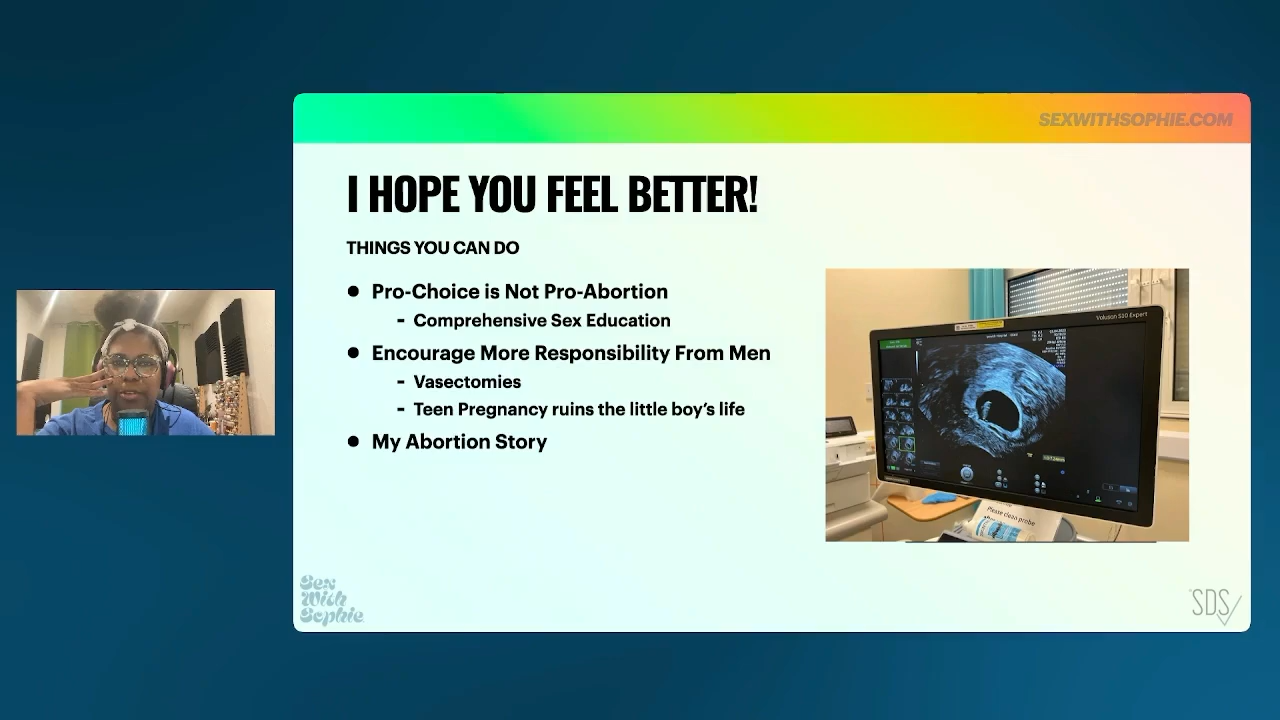 SEXWITHSOPHIE.COM
I HOPE YOU FEEL BETTER!
THINGS YOU CAN DO
Pro-Choice is Not Pro-Abortion
- Comprehensive Sex Education
Encourage More Responsibility From Men
- Vasectomies
- Teen Pregnancy ruins the little boy's life
My Abortion Story
Voluson S10 Expert
Please clean probe
Sex
With
Sophie
SDS